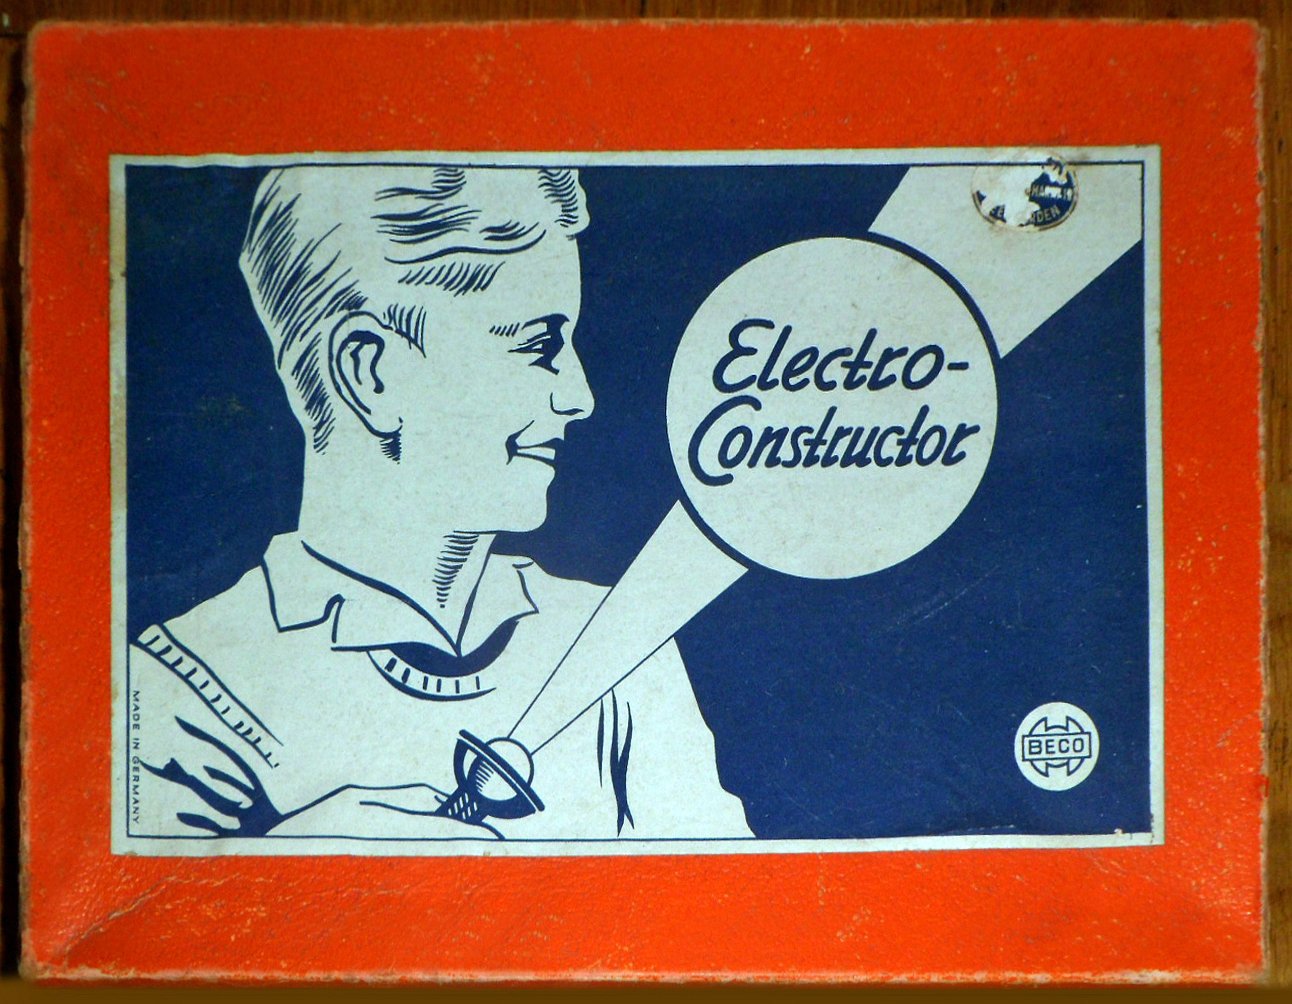 Electro-
Constructor
BECO
MADE IN GERMANY